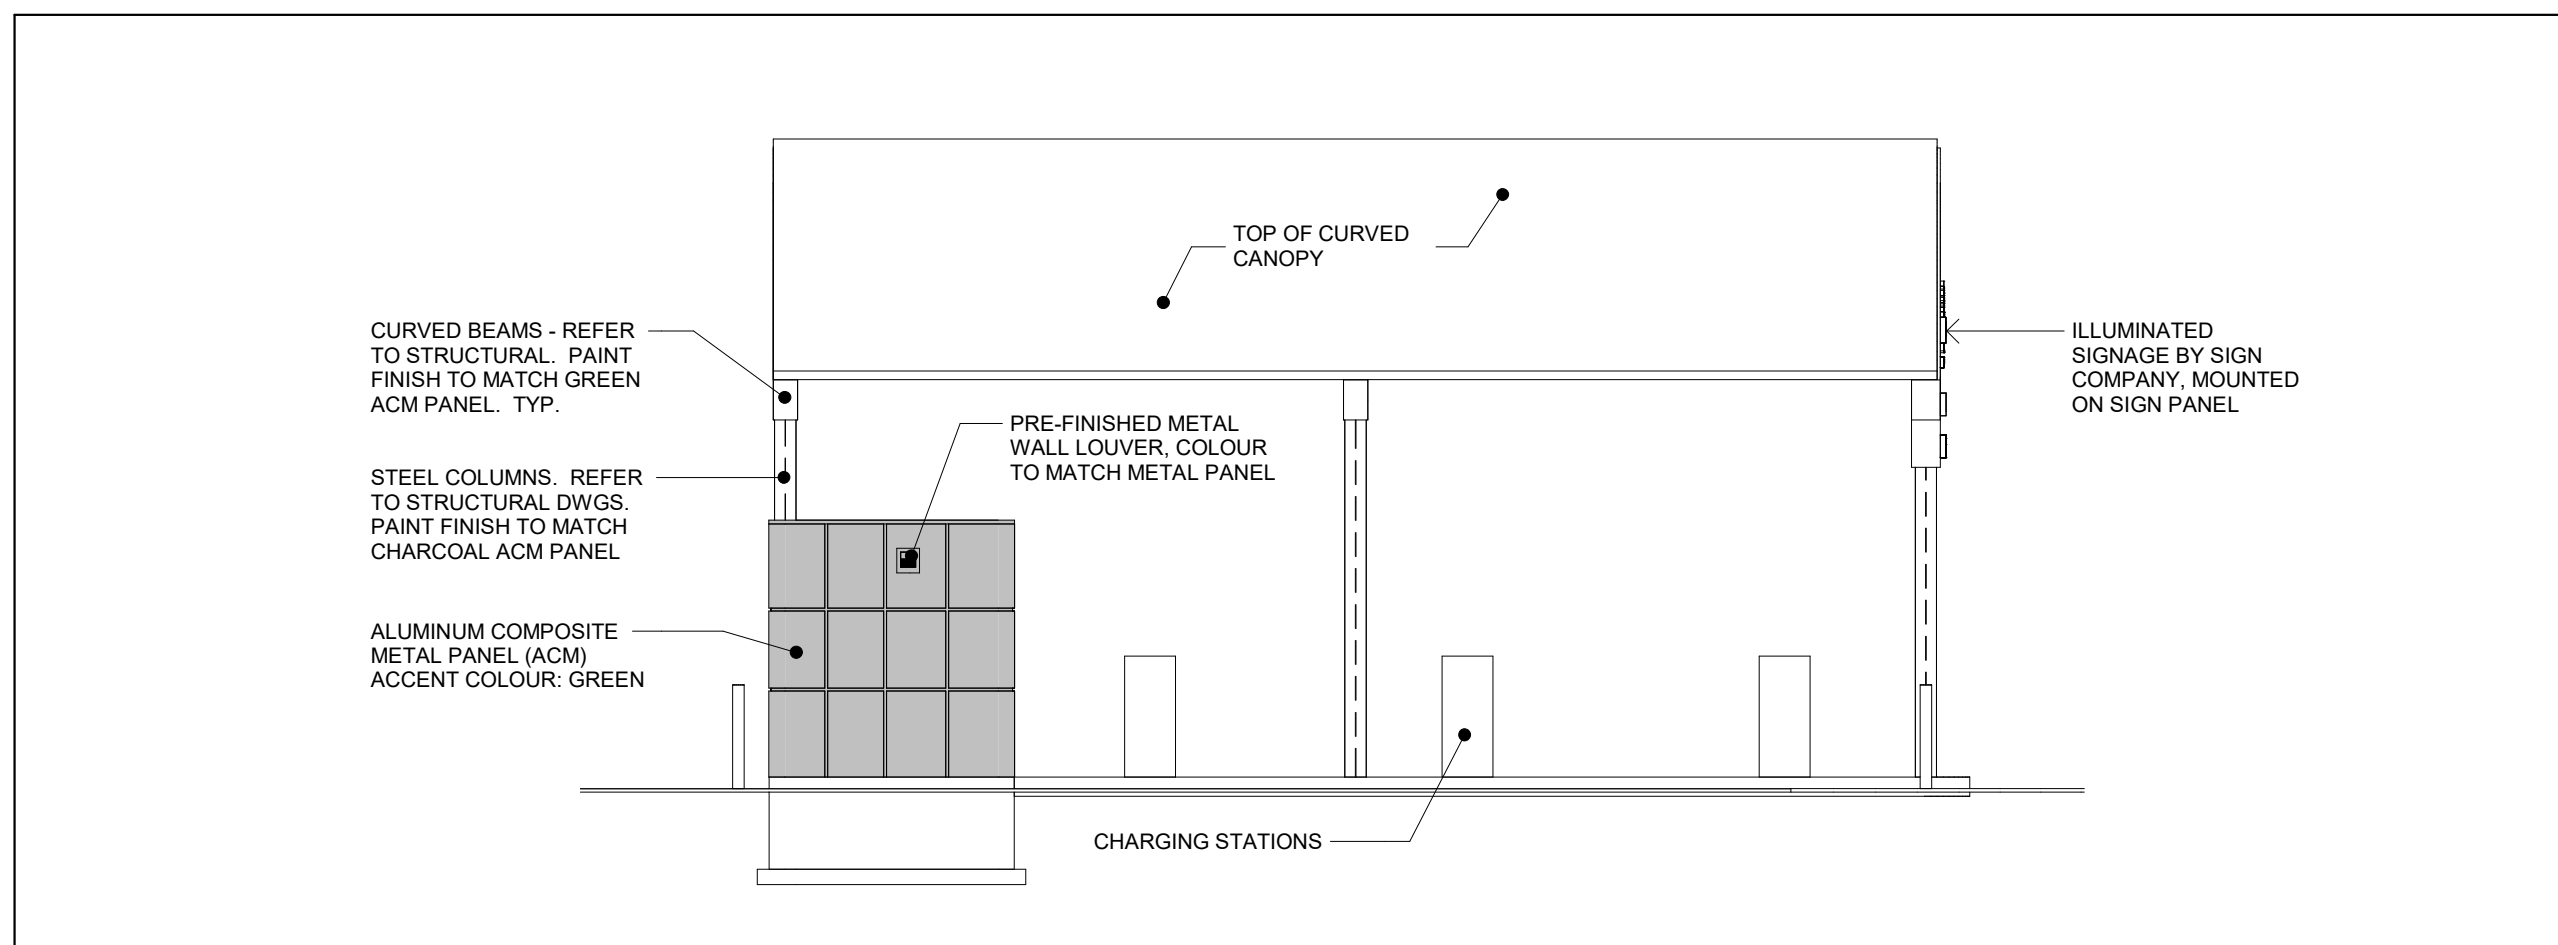 TOP OF CURVED
CANOPY
CURVED BEAMS - REFER
TO STRUCTURAL.  PAINT
FINISH TO MATCH GREEN
ACM PANEL.  TYP.
ILLUMINATED
SIGNAGE BY SIGN
COMPANY, MOUNTED
ON SIGN PANEL
PRE-FINISHED METAL
WALL LOUVER, COLOUR
TO MATCH METAL PANEL
STEEL COLUMNS.  REFER
TO STRUCTURAL DWGS.
PAINT FINISH TO MATCH
CHARCOAL ACM PANEL
ALUMINUM COMPOSITE
METAL PANEL (ACM)
ACCENT COLOUR: GREEN
CHARGING STATIONS